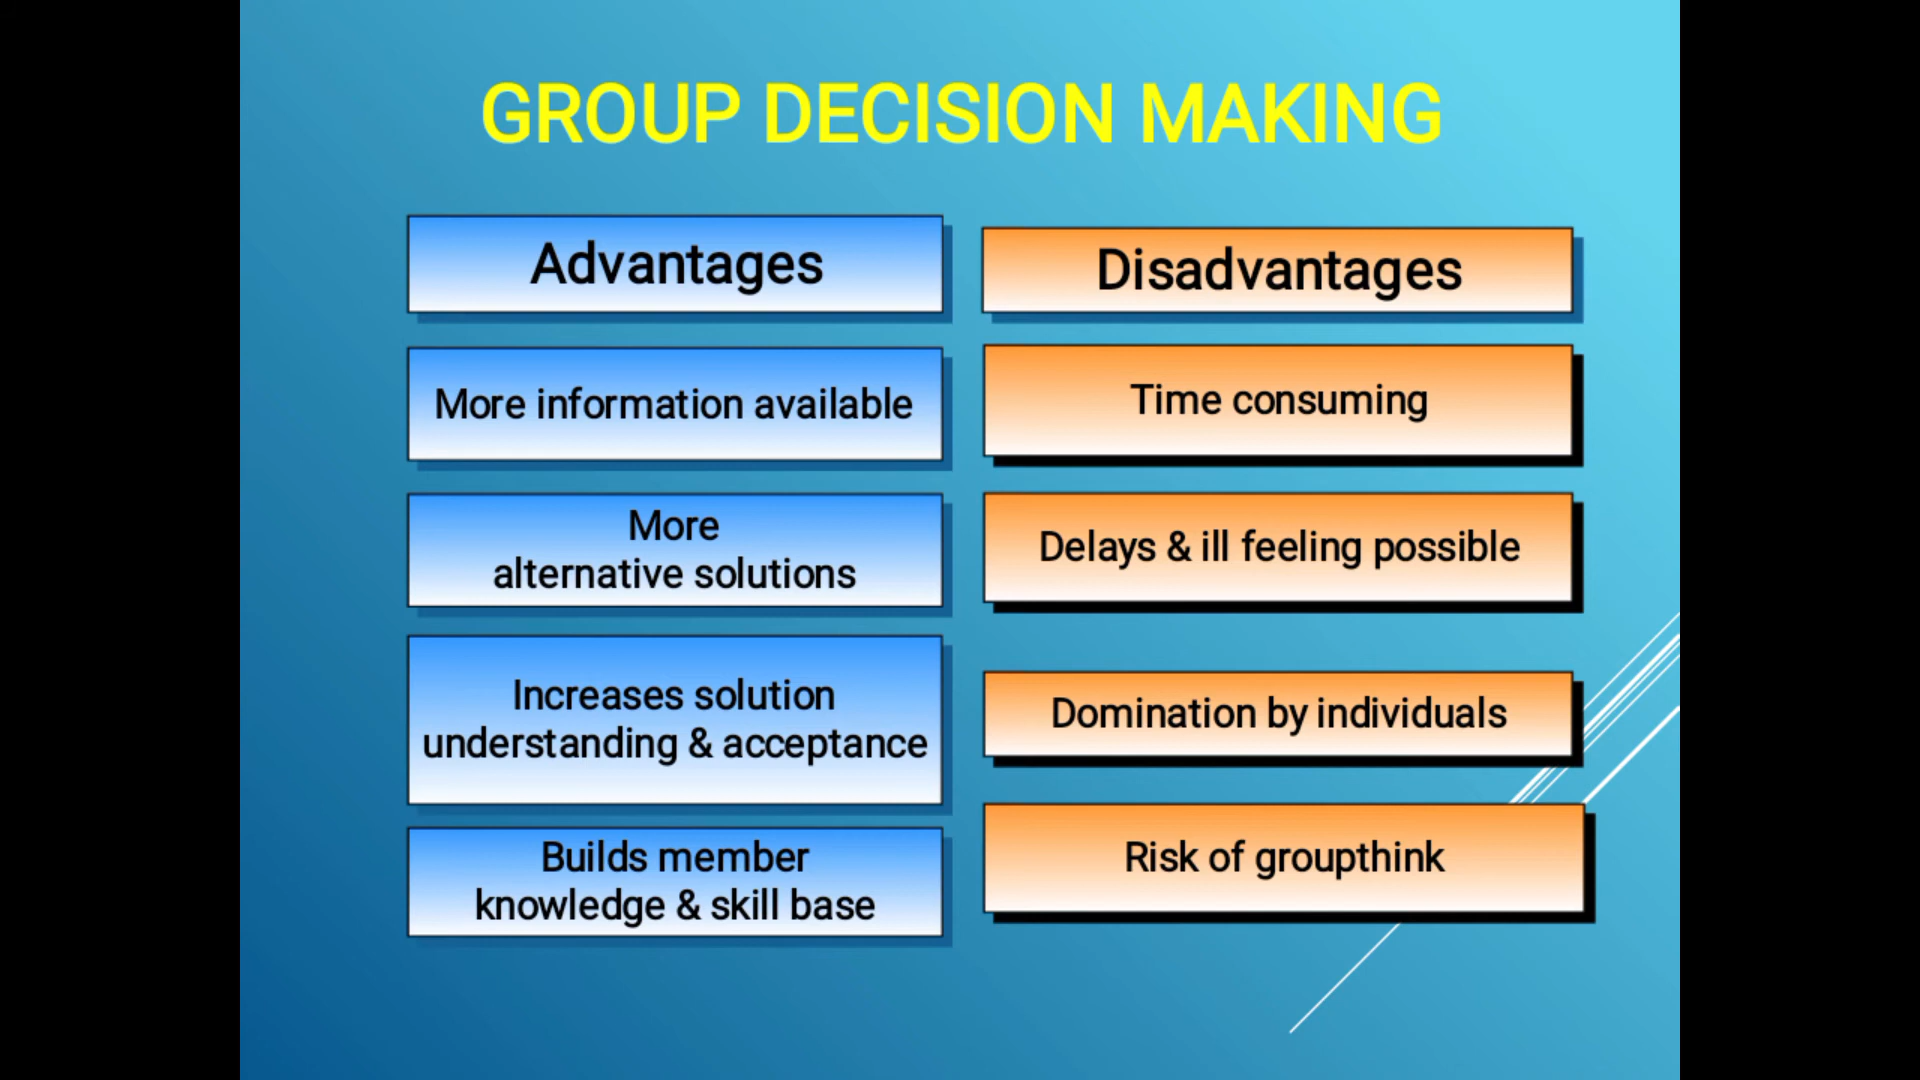 GROUP DECISION MAKING
Advantages
More information available
More
alternative solutions
Increases solution
understanding & acceptance
Builds member
knowledge & skill base
Disadvantages
Time consuming
Delays & ill feeling possible
Domination by individuals
Risk of groupthink